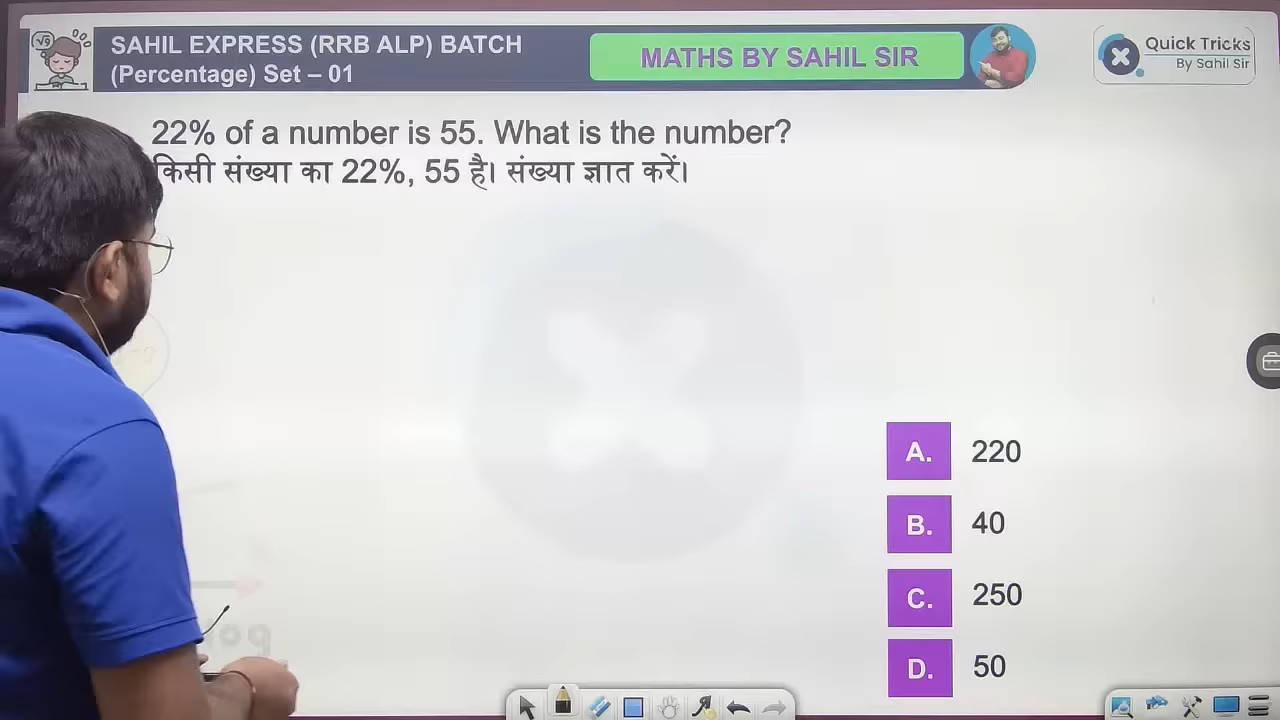 SAHIL EXPRESS (RRB ALP) BATCH
(Percentage) Set – 01
MATHS BY SAHIL SIR
Quick Tricks
By Sahil Sir
√9
22% of a number is 55. What is the number?
किसी संख्या का 22%, 55 है। संख्या ज्ञात करें।
A. 220
B. 40
C. 250
D. 50